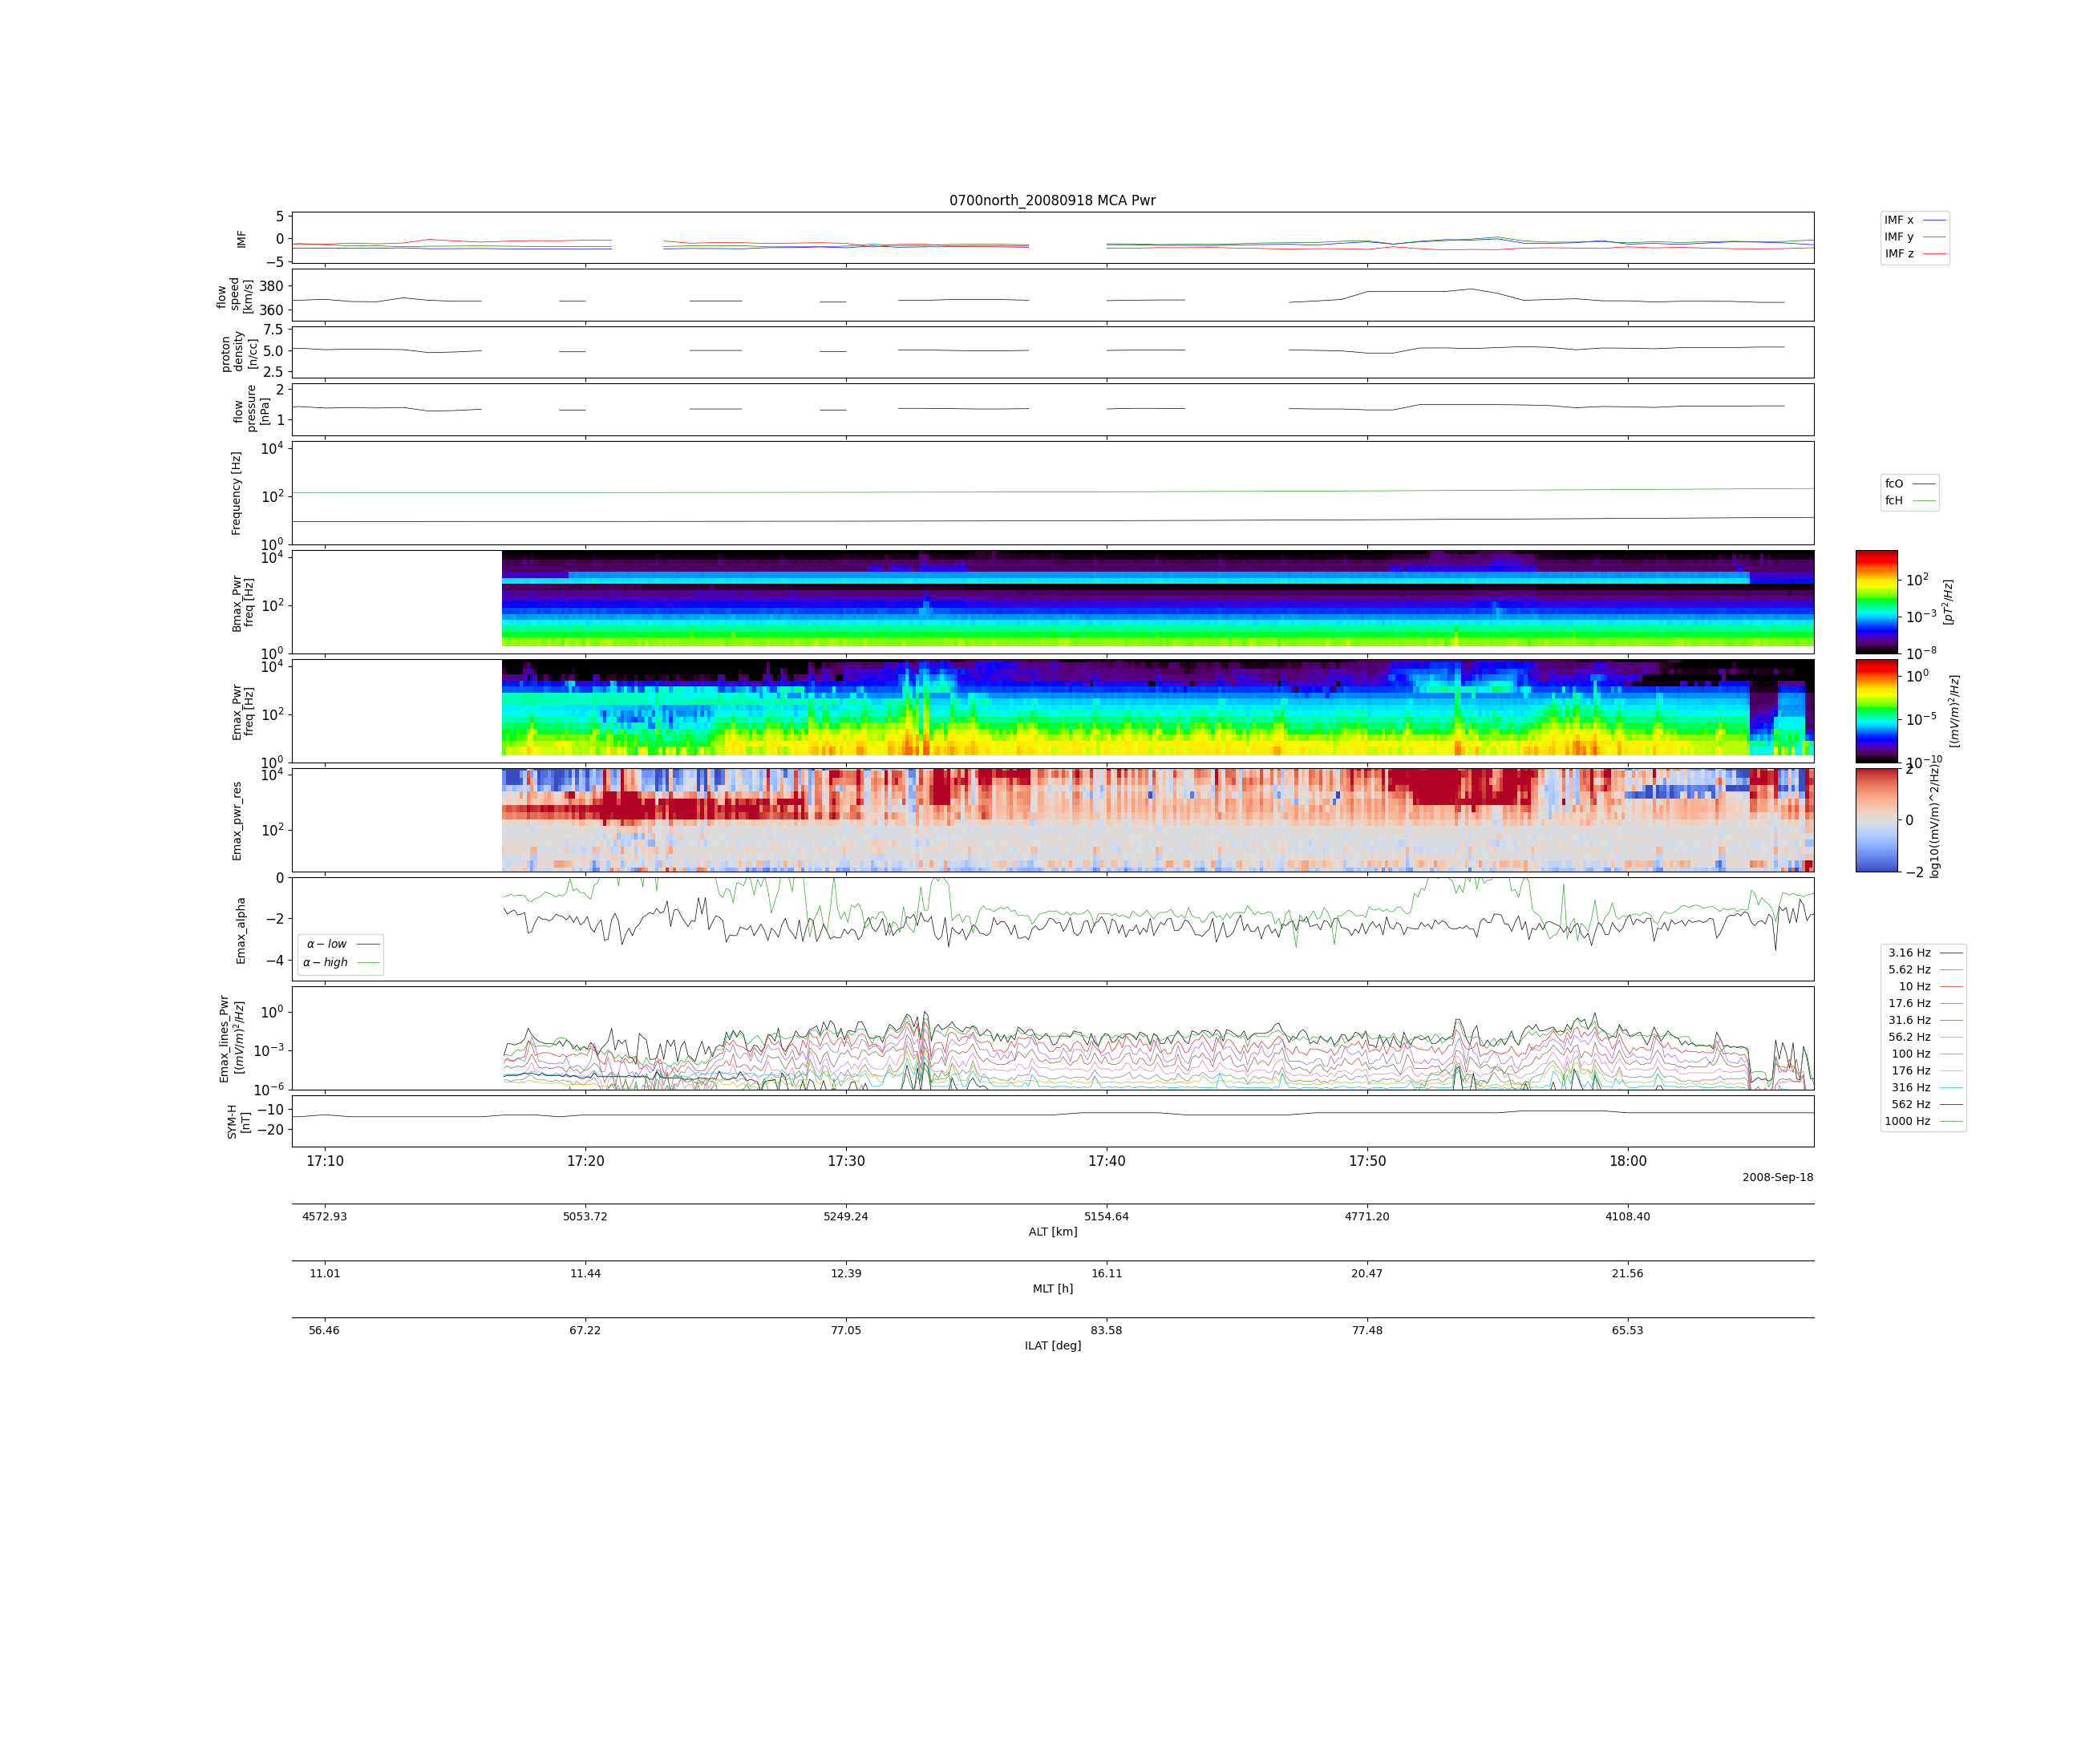 0700north_20080918 MCA Pwr
IMF
5
0
−5
IMF x
IMF y
IMF z
flow
speed
[km/s]
380
360
proton
density
[n/cc]
7.5
5.0
2.5
flow
pressure
[nPa]
2
1
Frequency [Hz]
10^4
10^2
10^0
fcO
fcH
Bmax_Pwr
freq [Hz]
10^4
10^2
10^0
10^2
10^−3
10^−8
[pT^2/Hz]
Emax_Pwr
freq [Hz]
10^4
10^2
10^0
10^0
10^−5
10^−10
[(mV/m)^2/Hz]
Emax_pwr_res
10^4
10^2
2
0
−2
log10((mV/m)^2/Hz)
Emax_alpha
0
−2
−4
α − low
α − high
Emax_lines_Pwr
[(mV/m)^2/Hz]
10^0
10^−3
10^−6
3.16 Hz
5.62 Hz
10 Hz
17.6 Hz
31.6 Hz
56.2 Hz
100 Hz
176 Hz
316 Hz
562 Hz
1000 Hz
SYM-H
[nT]
−10
−20
17:10 17:20 17:30 17:40 17:50 18:00
2008-Sep-18
4572.93 5053.72 5249.24 5154.64 4771.20 4108.40
ALT [km]
11.01 11.44 12.39 16.11 20.47 21.56
MLT [h]
56.46 67.22 77.05 83.58 77.48 65.53
ILAT [deg]